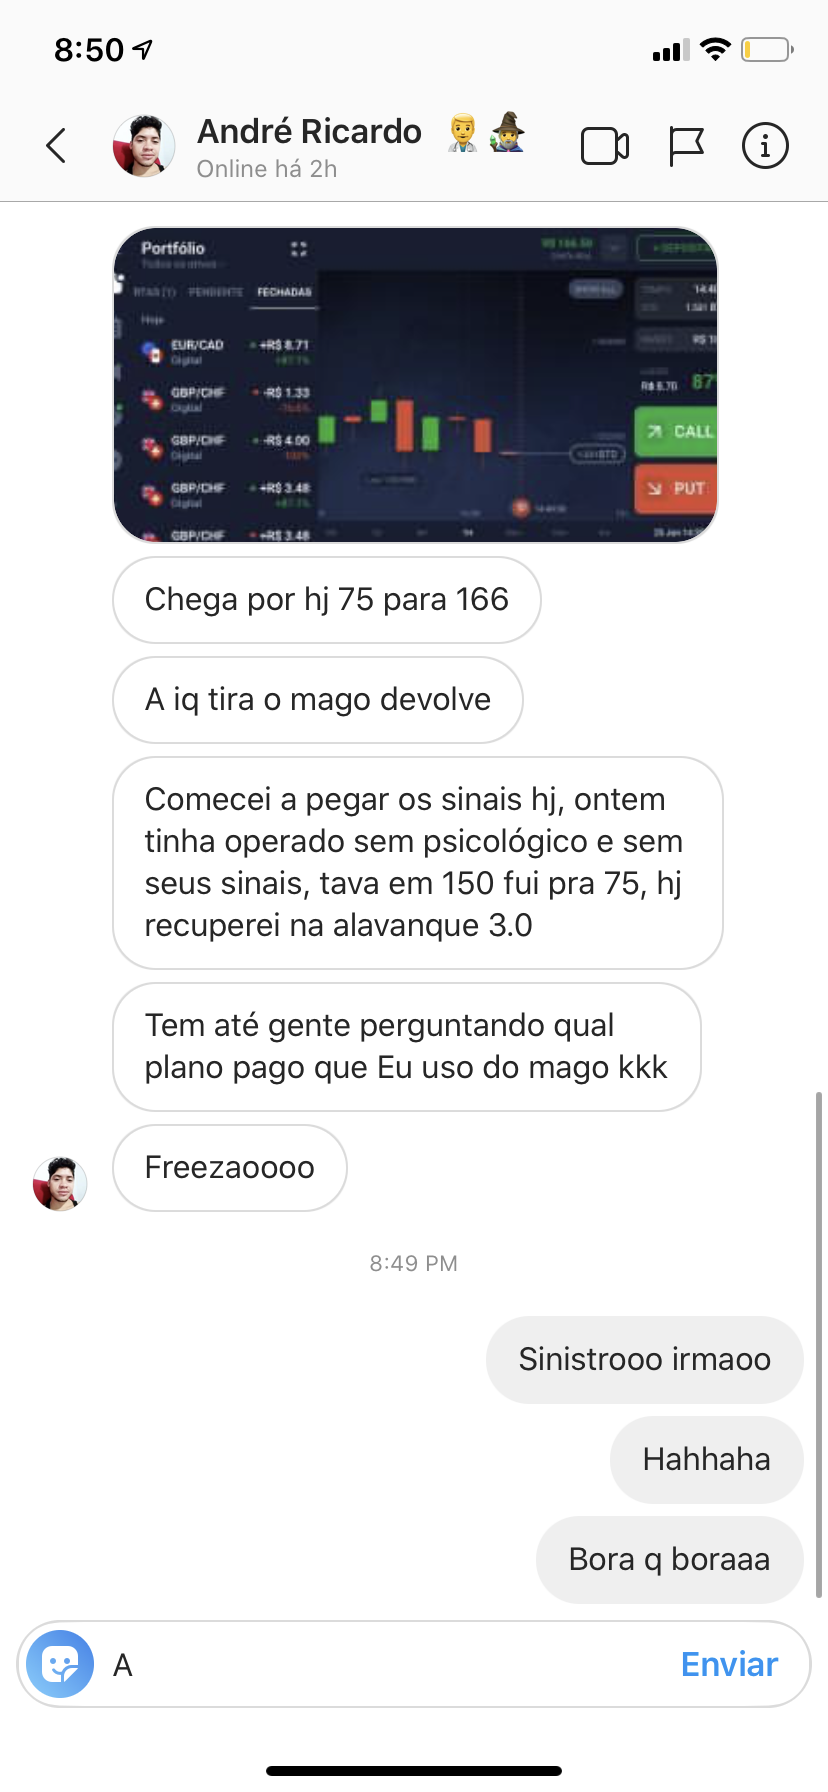 8:50
André Ricardo 👨‍⚕️ 🧙‍♂️
Online há 2h
Portfólio
PENDENTE FECHADAS
Hoje
EUR/CAD +R$ 8.71
Digital
GBP/CHF -R$ 1.33
Digital
GBP/CHF -R$ 4.00
Digital
GBP/CHF +R$ 3.48
Digital
GBP/CHF +R$ 3.48
CALL
PUT
Chega por hj 75 para 166
A iq tira o mago devolve
Comecei a pegar os sinais hj, ontem
tinha operado sem psicológico e sem
seus sinais, tava em 150 fui pra 75, hj
recuperei na alavanque 3.0
Tem até gente perguntando qual
plano pago que Eu uso do mago kkk
Freezaoooo
8:49 PM
Sinistrooo irmaoo
Hahhaha
Bora q boraaa
A
Enviar